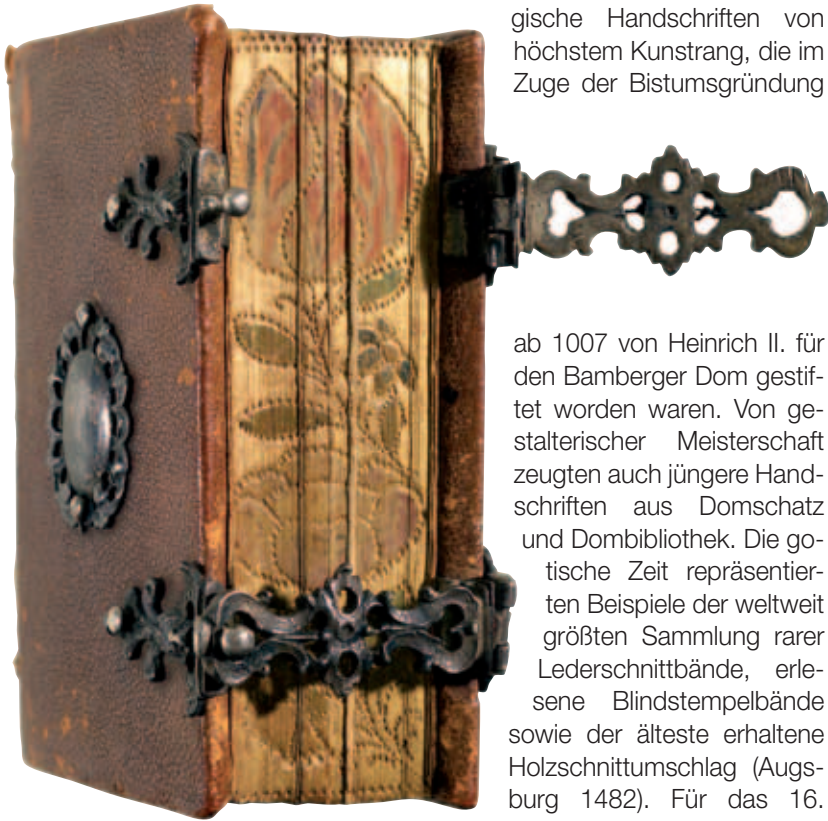 gische Handschriften von
höchstem Kunstrang, die im
Zuge der Bistumsgründung
ab 1007 von Heinrich II. für
den Bamberger Dom gestif-
tet worden waren. Von ge-
stalterischer Meisterschaft
zeugten auch jüngere Hand-
schriften aus Domschatz
und Dombibliothek. Die go-
tische Zeit repräsentier-
ten Beispiele der weltweit
größten Sammlung rarer
Lederschnittbände, erle-
sene Blindstempelbände
sowie der älteste erhaltene
Holzschnittumschlag (Augs-
burg 1482). Für das 16.